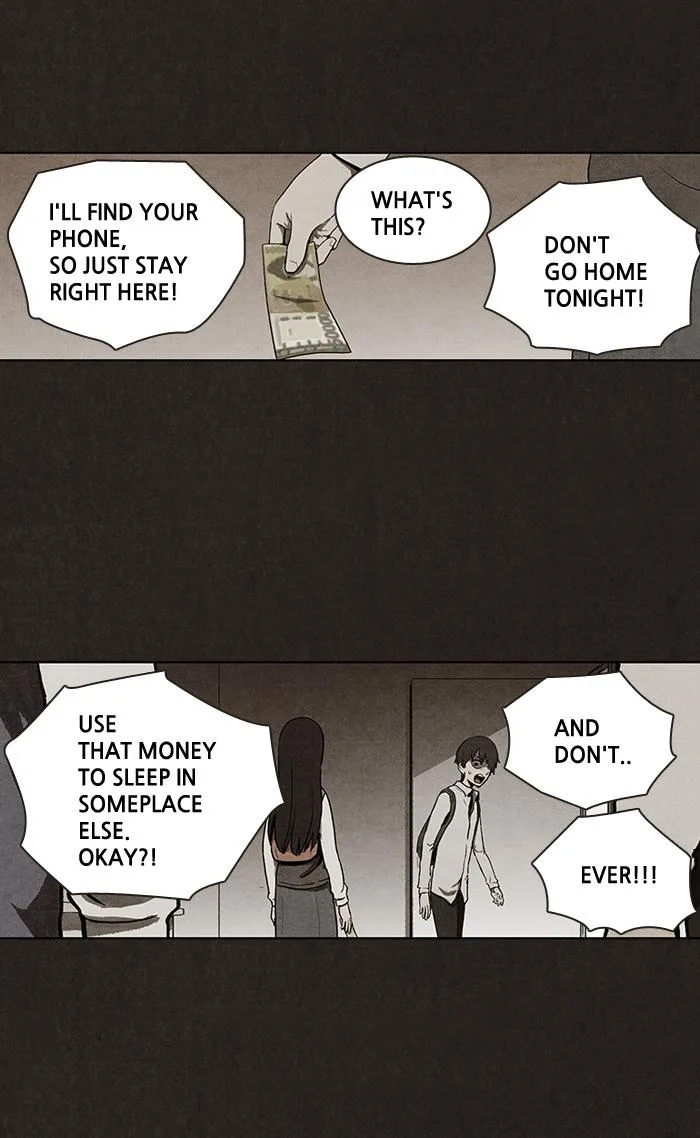 I'LL FIND YOUR
PHONE,
SO JUST STAY
RIGHT HERE!
WHAT'S
THIS?
DON'T
GO HOME
TONIGHT!
50000
USE
THAT MONEY
TO SLEEP IN
SOMEPLACE
ELSE.
OKAY?!
AND
DON'T..
EVER!!!